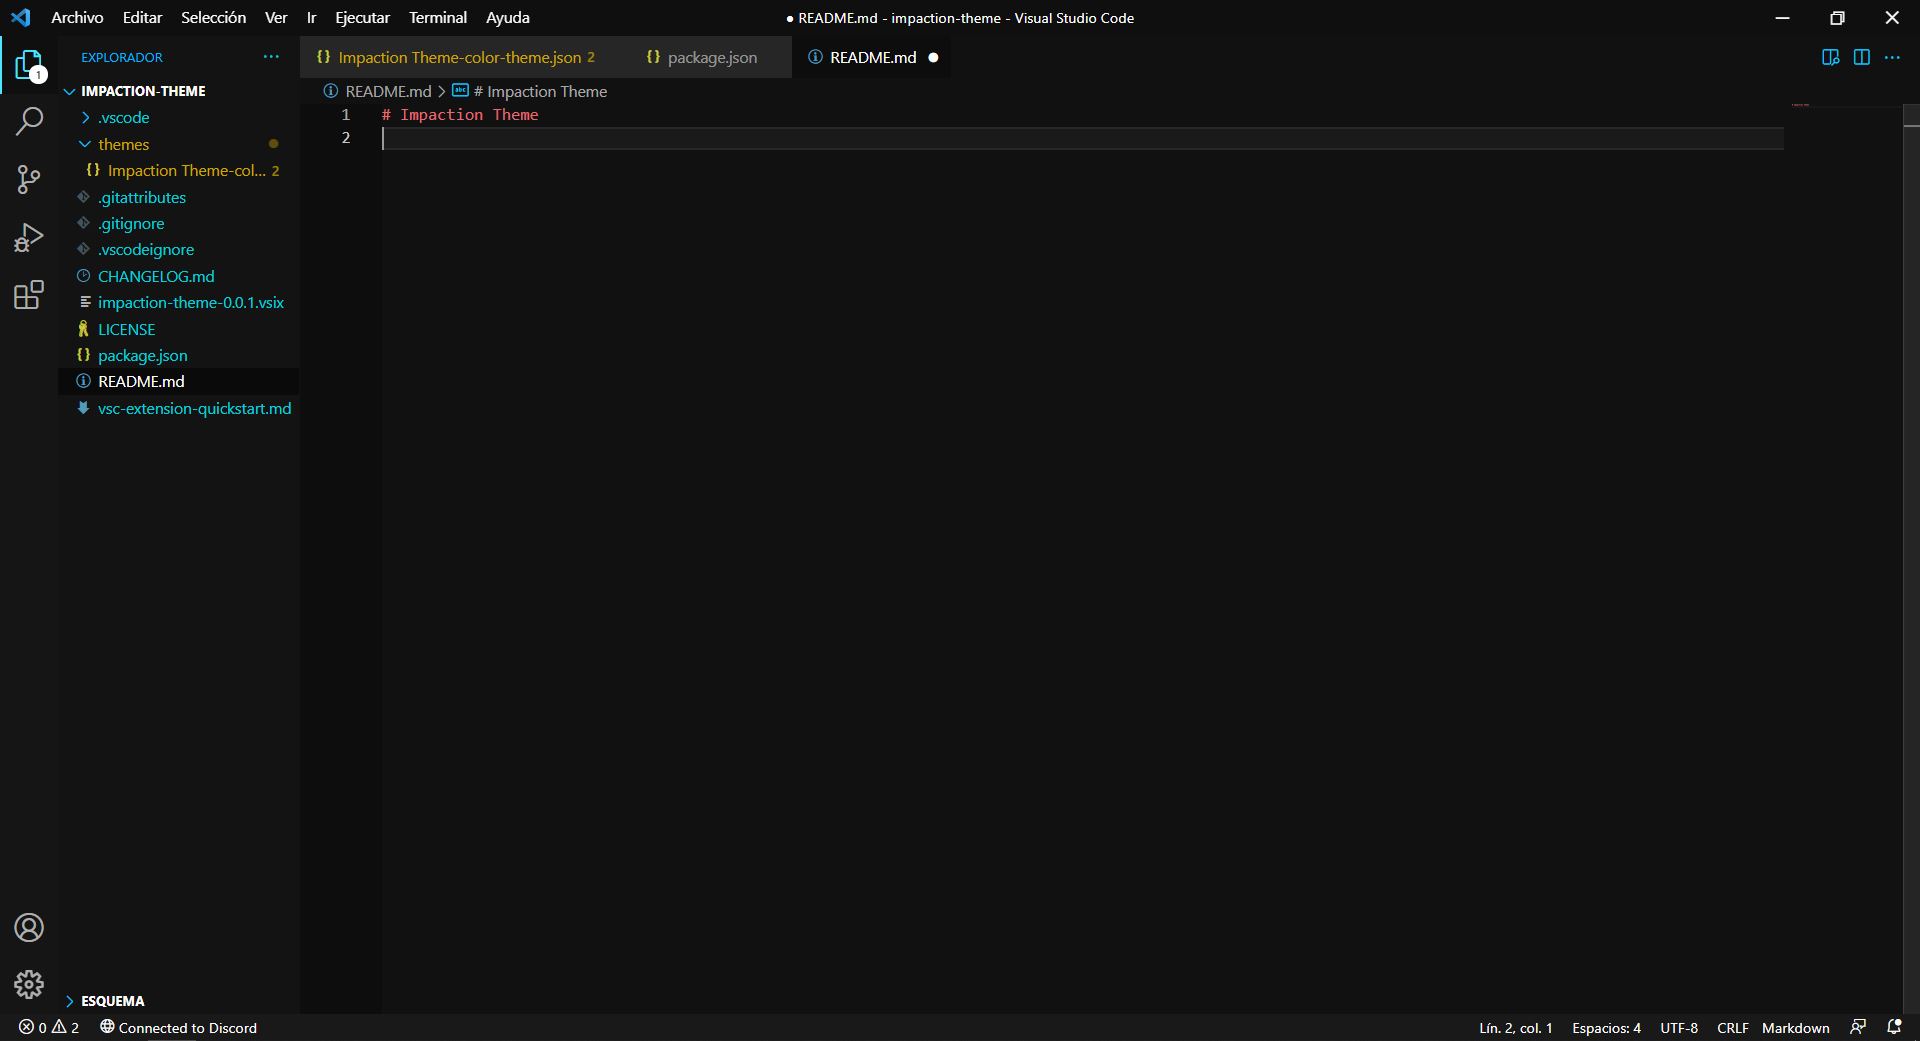 Archivo Editar Selección Ver Ir Ejecutar Terminal Ayuda
● README.md - impaction-theme - Visual Studio Code
EXPLORADOR
1
IMPACTION-THEME
.vscode
themes
{} Impaction Theme-col... 2
.gitattributes
.gitignore
.vscodeignore
CHANGELOG.md
impaction-theme-0.0.1.vsix
LICENSE
{} package.json
README.md
vsc-extension-quickstart.md
ESQUEMA
{} Impaction Theme-color-theme.json 2
{} package.json
README.md ●
README.md > abc # Impaction Theme
1 # Impaction Theme
2
0 2 Connected to Discord
Lín. 2, col. 1 Espacios: 4 UTF-8 CRLF Markdown